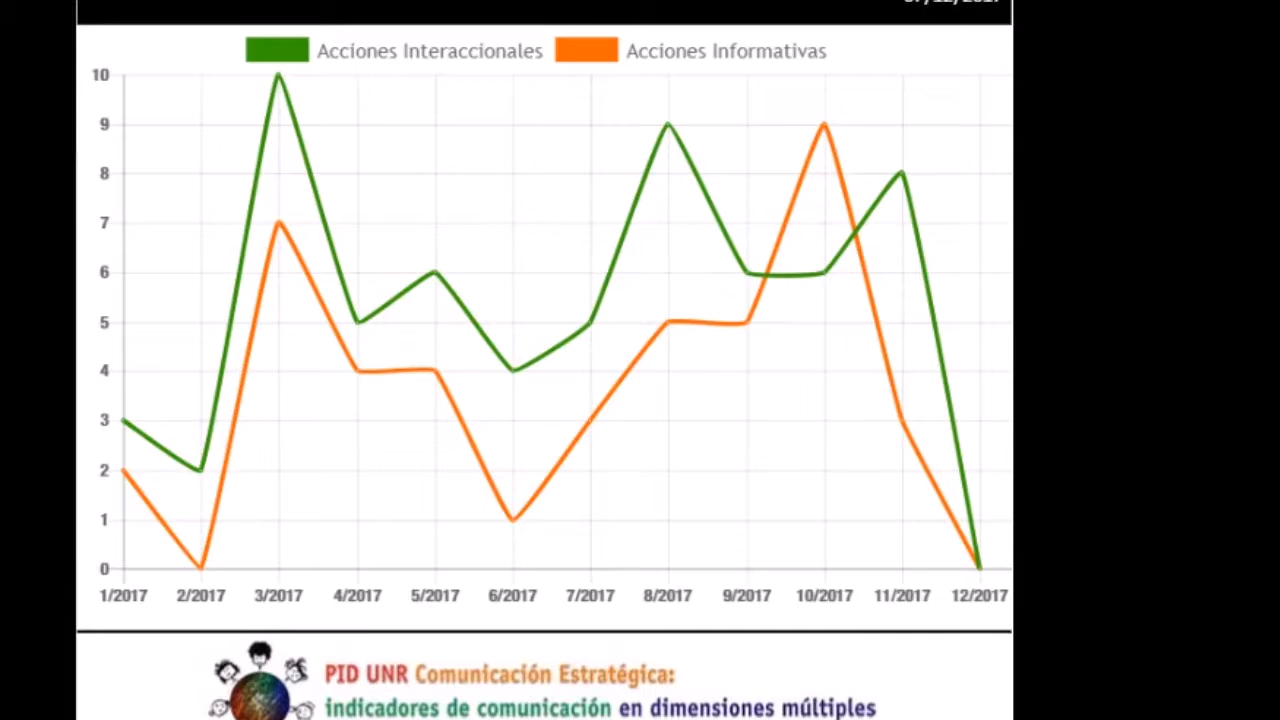 Acciones Interaccionales Acciones Informativas
10
9
8
7
6
5
4
3
2
1
0
1/2017 2/2017 3/2017 4/2017 5/2017 6/2017 7/2017 8/2017 9/2017 10/2017 11/2017 12/2017
PID UNR Comunicación Estratégica:
indicadores de comunicación en dimensiones múltiples